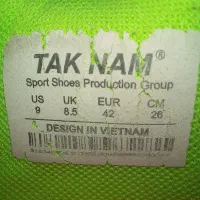 TAK NAM®
Sport Shoes Production Group
US UK EUR CM
9 8.5 42 26
DESIGN IN VIETNAM